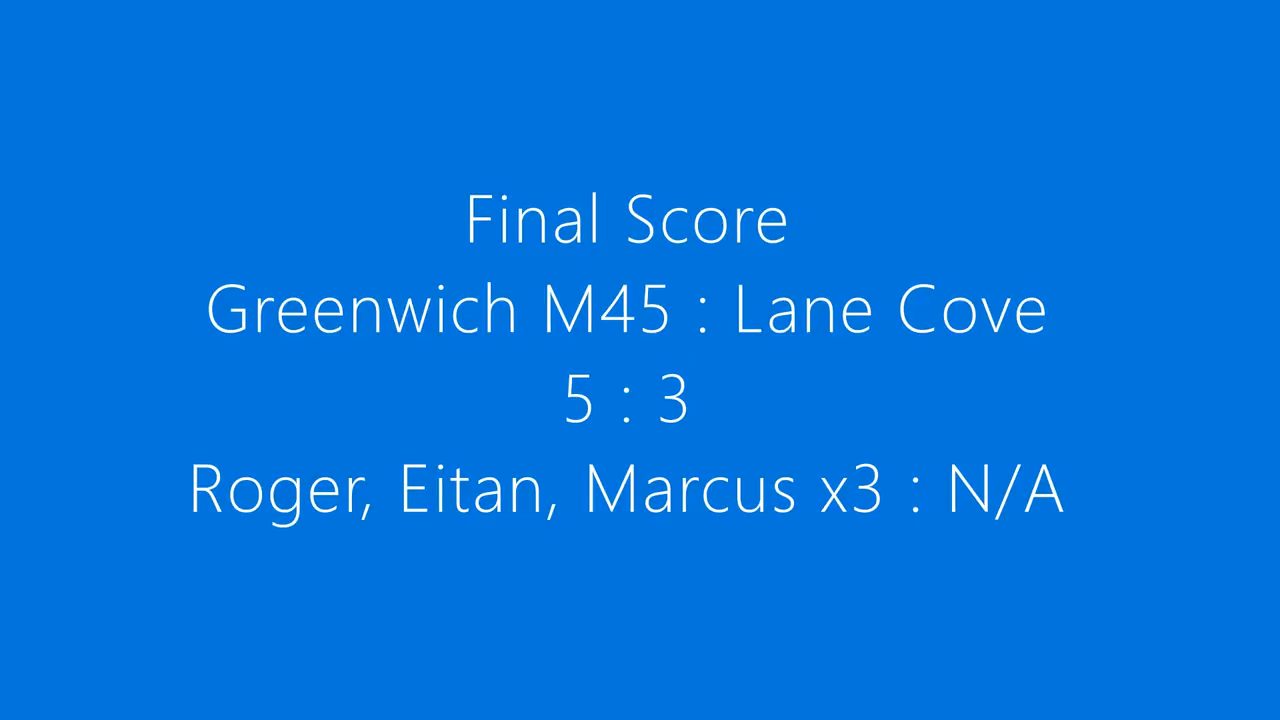 Final Score
Greenwich M45 : Lane Cove
5 : 3
Roger, Eitan, Marcus x3 : N/A